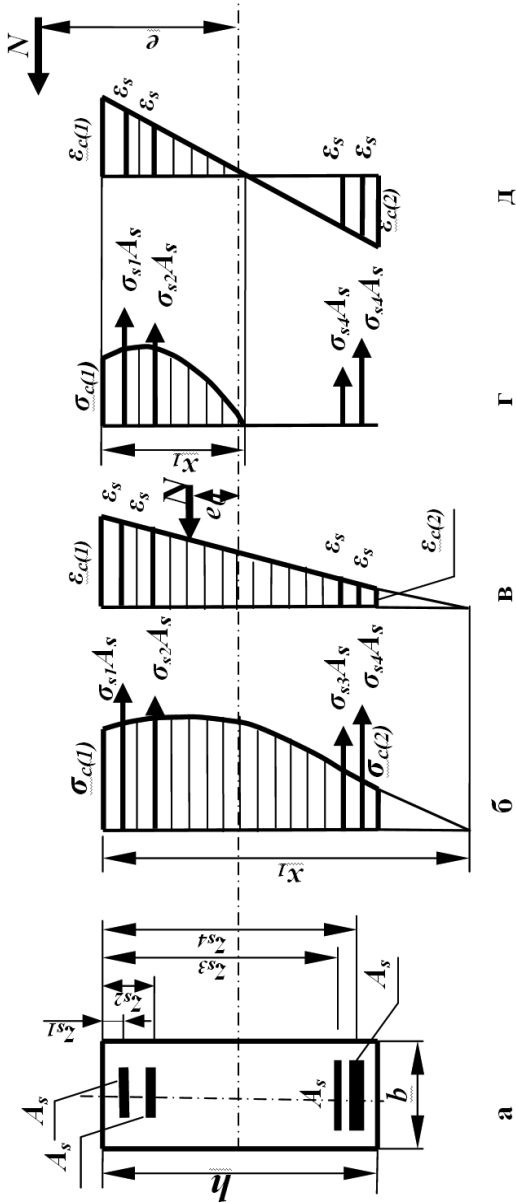 A_s
A_s
z_s1
z_s2
z_s3
z_s4
h
A_s
A_s
b
а
σ_c(1)
σ_s1A_s
σ_s2A_s
x_1
σ_s3A_s
σ_s4A_s
σ_c(2)
б
ε_c(1)
ε_s
ε_s
N
e_0
ε_s
ε_s
ε_c(2)
в
σ_c(1)
σ_s1A_s
σ_s2A_s
x_1
σ_s4A_s
σ_s4A_s
г
N
e
ε_c(1)
ε_s
ε_s
ε_s
ε_s
ε_c(2)
д